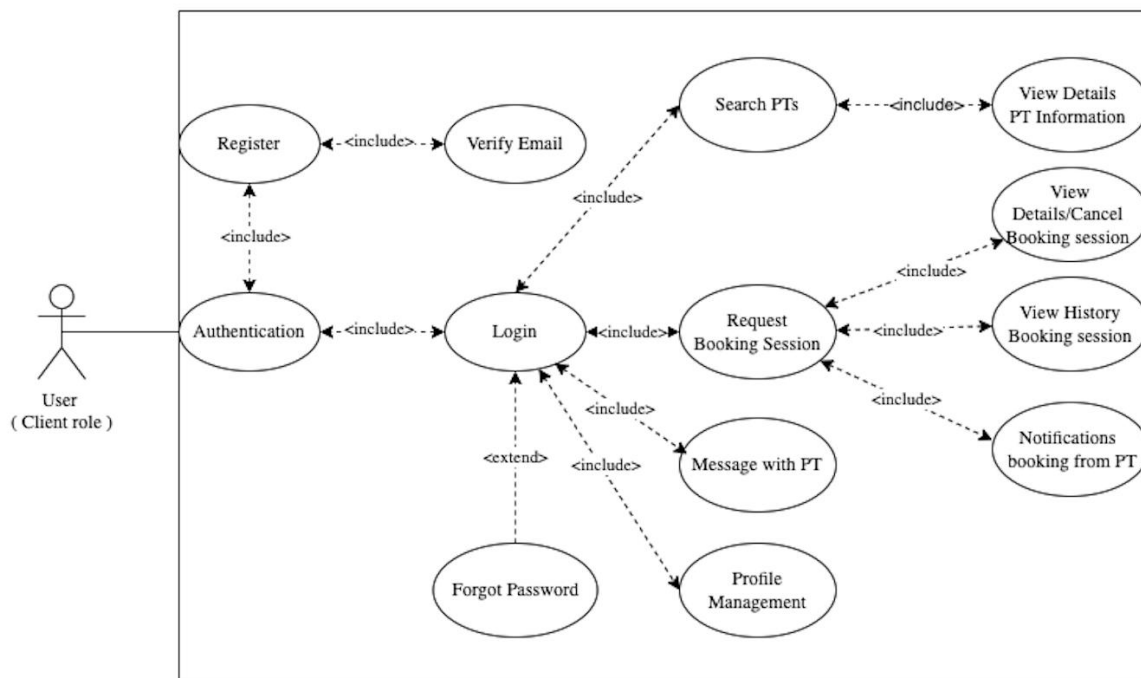 Search PTs
<include>
View Details
PT Information
Register
<include>
Verify Email
<include>
<include>
View
Details/Cancel
Booking session
<include>
User
( Client role )
Authentication
<include>
Login
<include>
Request
Booking Session
<include>
View History
Booking session
<include>
<include>
Notifications
booking from PT
Message with PT
<extend>
<include>
Forgot Password
Profile
Management